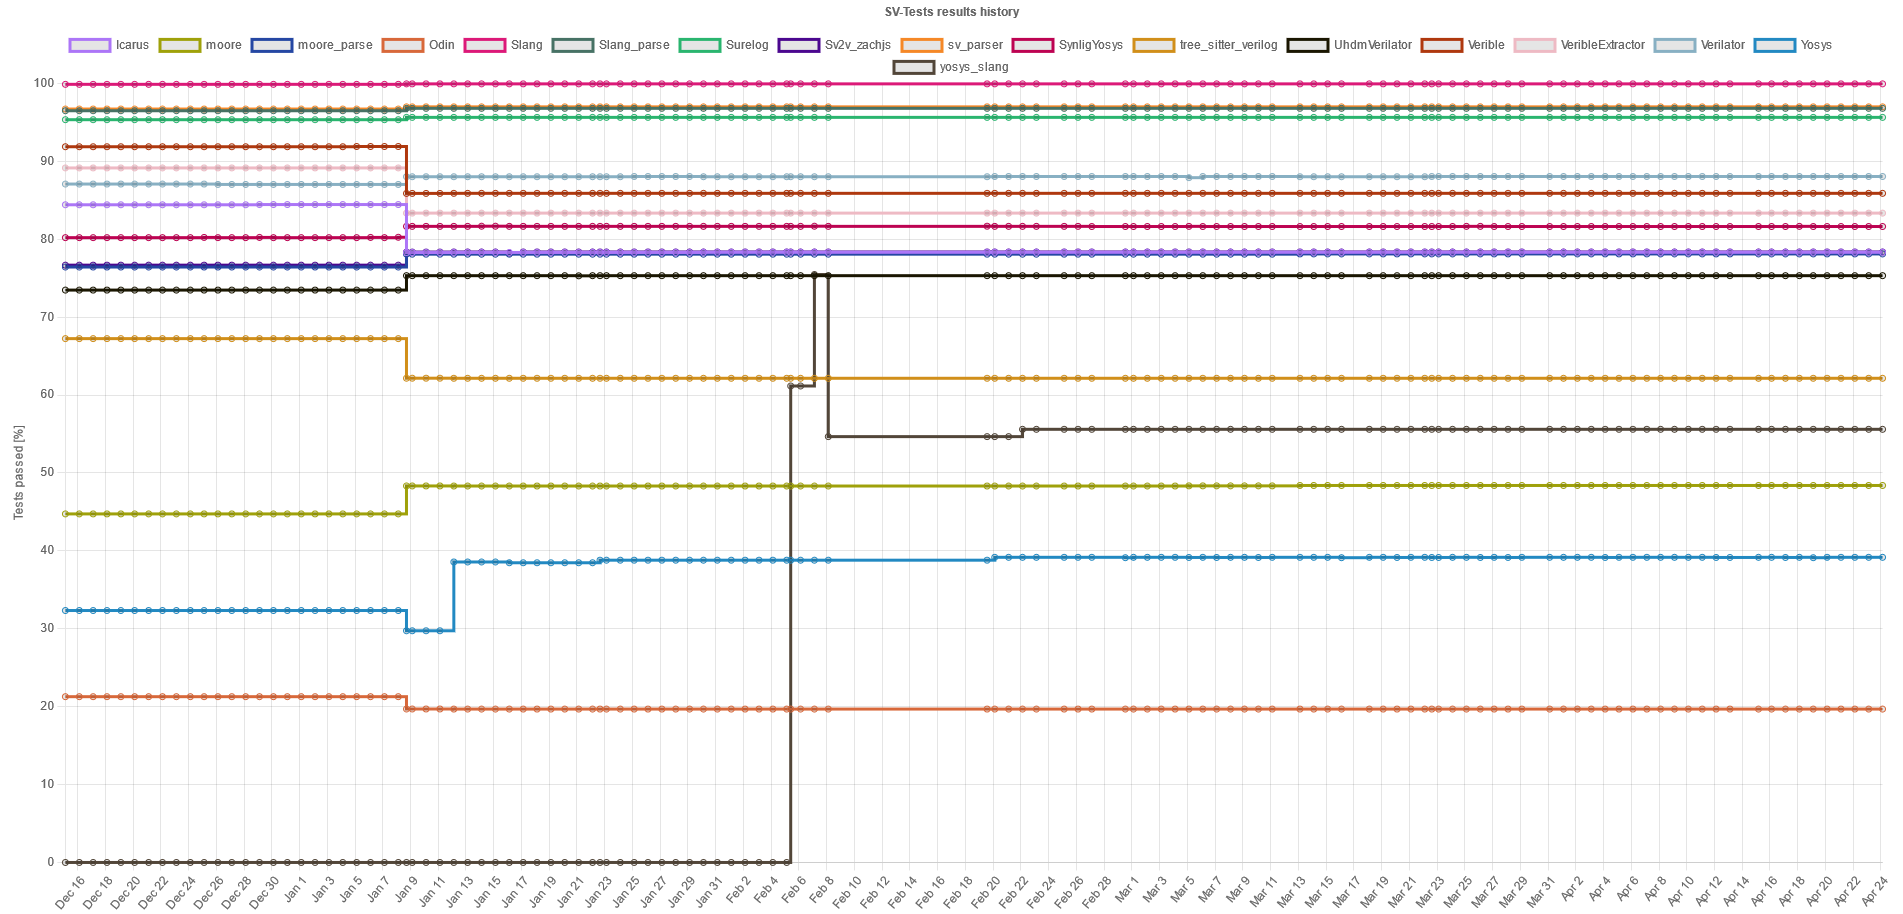 SV-Tests results history
Icarus moore moore_parse Odin Slang Slang_parse Surelog Sv2v_zachjs sv_parser SynligYosys tree_sitter_verilog UhdmVerilator Verible VeribleExtractor Verilator Yosys
yosys_slang
100
90
80
70
60
50
40
30
20
10
0
Tests passed [%]
Dec 16 Dec 18 Dec 20 Dec 22 Dec 24 Dec 26 Dec 28 Dec 30 Jan 1 Jan 3 Jan 5 Jan 7 Jan 9 Jan 11 Jan 13 Jan 15 Jan 17 Jan 19 Jan 21 Jan 23 Jan 25 Jan 27 Jan 29 Jan 31 Feb 2 Feb 4 Feb 6 Feb 8 Feb 10 Feb 12 Feb 14 Feb 16 Feb 18 Feb 20 Feb 22 Feb 24 Feb 26 Feb 28 Mar 1 Mar 3 Mar 5 Mar 7 Mar 9 Mar 11 Mar 13 Mar 15 Mar 17 Mar 19 Mar 21 Mar 23 Mar 25 Mar 27 Mar 29 Mar 31 Apr 2 Apr 4 Apr 6 Apr 8 Apr 10 Apr 12 Apr 14 Apr 16 Apr 18 Apr 20 Apr 22 Apr 24